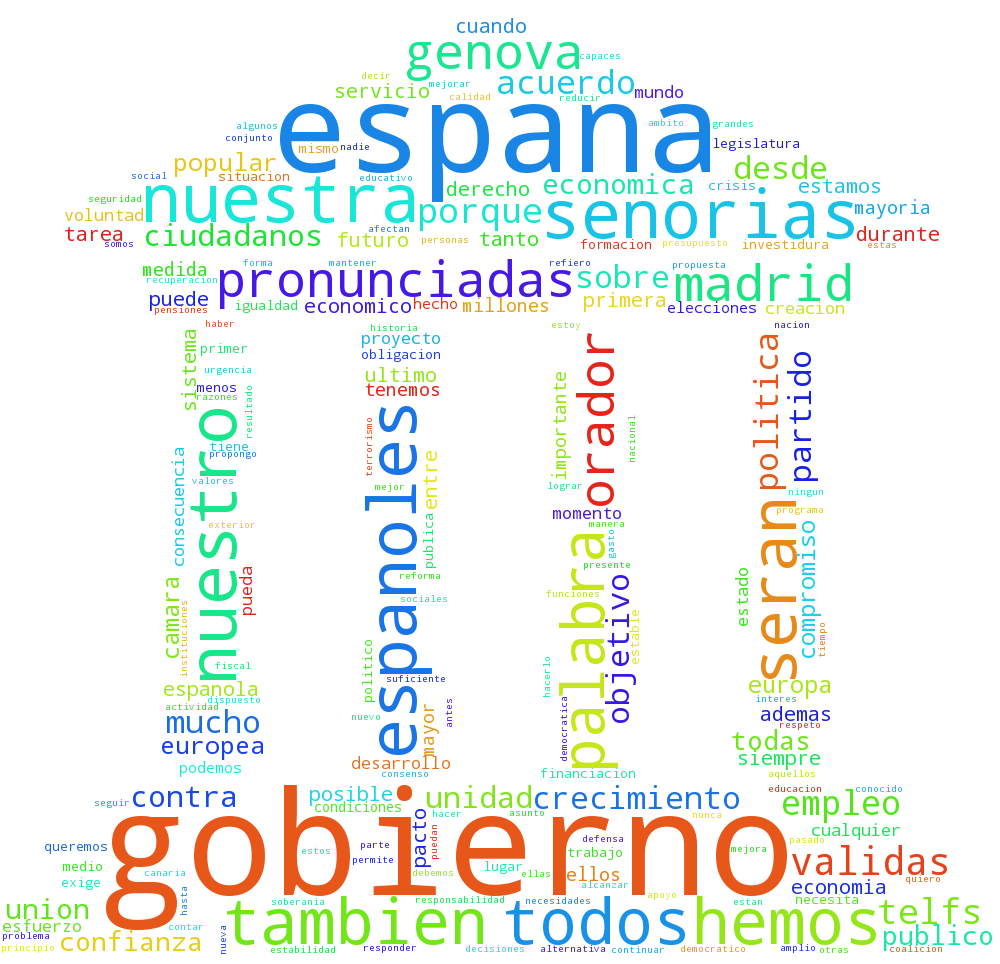 cuando
genova
capaces
decir
mejorar
acuerdo
servicio
calidad
reducir
mundo
espana
algunos
conjunto
mismo
nadie
ambito
grandes
legislatura
popular
situacion
social
educativo
derecho
economica
crisis
desde
estamos
seguridad
nuestra
porque
senorias
mayoria
voluntad
tarea
somos
ciudadanos
afectan
futuro
personas
tanto
formacion
presupuesto
investidura
durante
estas
medida
recuperacion
forma
mantener
pronunciadas
refiero
sobre
propuesta
madrid
puede
pensiones
igualdad
economico
hecho
millones
primera
elecciones
creacion
haber
historia
estoy
nacion
sistema
primer
proyecto
obligacion
orador
politica
partido
urgencia
menos
razones
resultado
ultimo
tenemos
importante
nacional
nuestro
tiene
propongo
terrorismo
espanoles
entre
consecuencia
valores
mejor
lograr
ningun
exterior
momento
manera
seran
programa
publica
palabra
gasto
compromiso
camara
instituciones
pueda
reforma
presente
estado
sociales
funciones
objetivo
estable
tiempo
fiscal
politico
suficiente
hacerlo
espanola
dispuesto
actividad
europa
interes
mucho
nuevo
mayor
antes
democratica
ademas
respeto
europea
todas
siempre
podemos
desarrollo
consenso
financiacion
aquellos
seguir
contra
posible
condiciones
unidad
hacer
asunto
crecimiento
nunca
educacion
conocido
empleo
gobierno
queremos
estos
parte
permite
pacto
puedan
defensa
trabajo
mejora
pasado
cualquier
medio
exige
canaria
debemos
lugar
ellas
ellos
alcanzar
apoyo
validas
quiero
economia
hasta
soberania
responsabilidad
necesidades
estan
necesita
union
esfuerzo
contar
tambien
todos
hemos
telfs
problema
principio
confianza
nueva
estabilidad
responder
decisiones
alternativa
continuar
democratico
amplio
otras
publico
coalicion